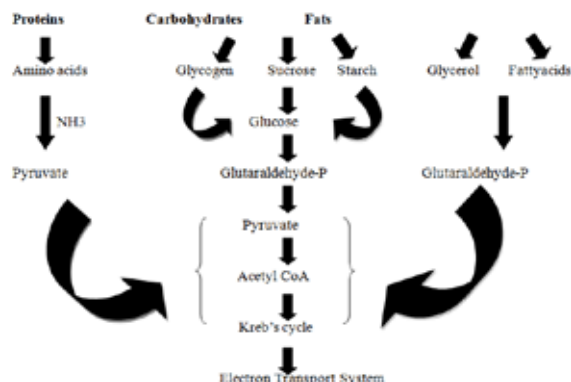 Proteins Carbohydrates Fats
Amino acids Glycogen Sucrose Starch Glycerol Fattyacids
NH3 Glucose
Pyruvate Glutaraldehyde-P Glutaraldehyde-P
Pyruvate
Acetyl CoA
Kreb's cycle
Electron Transport System